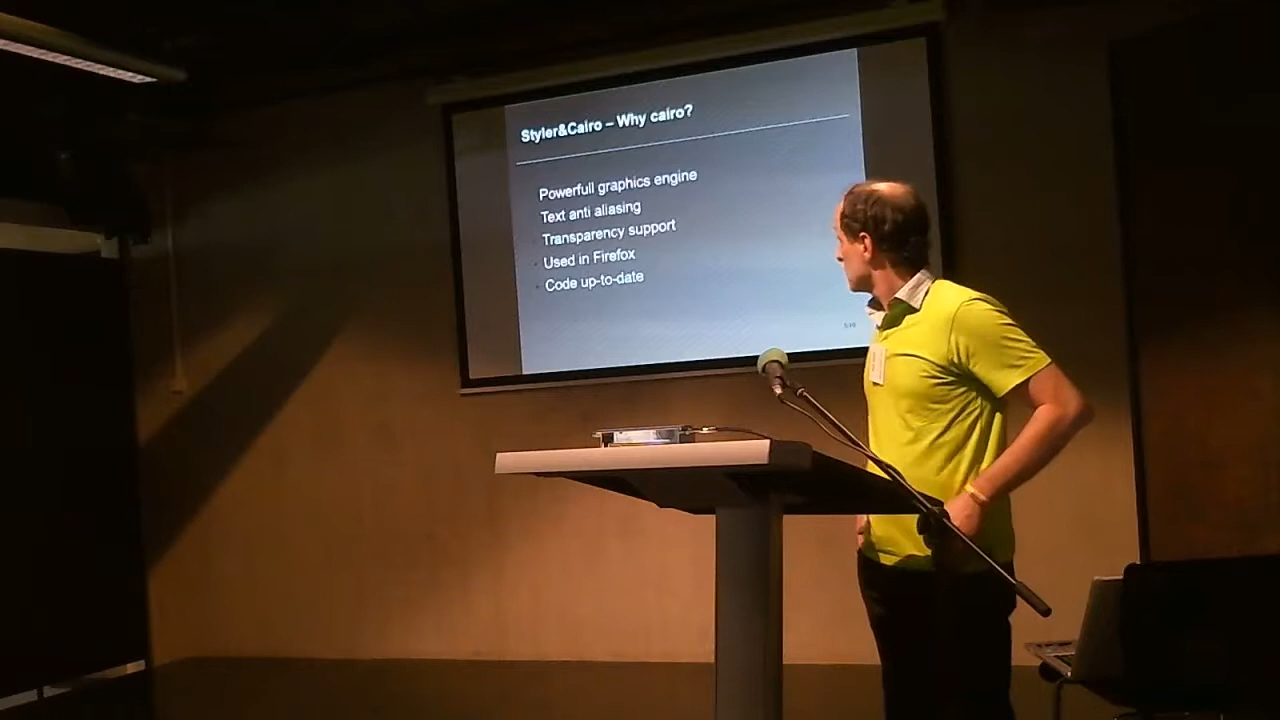 Styler&Cairo – Why cairo?
Powerfull graphics engine
Text anti aliasing
Transparency support
Used in Firefox
Code up-to-date